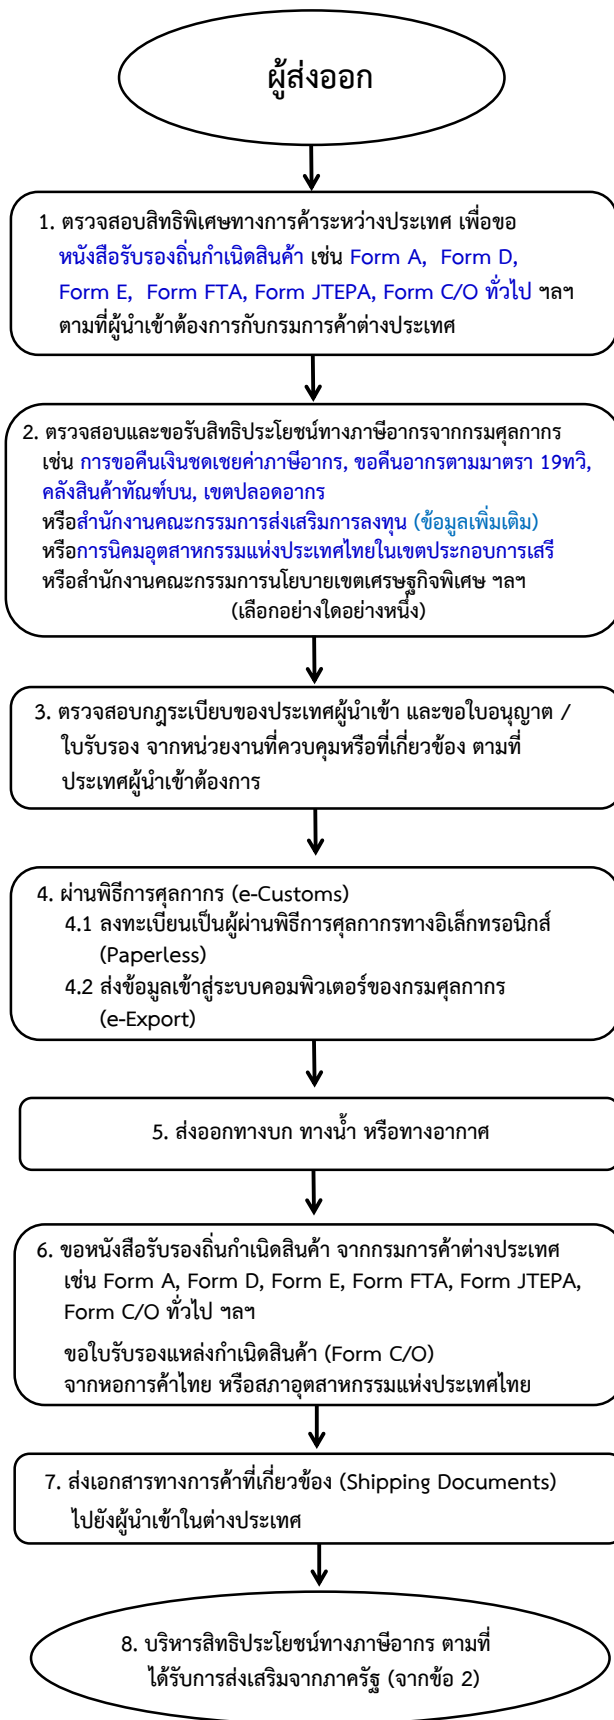 ผู้ส่งออก
1. ตรวจสอบสิทธิพิเศษทางการค้าระหว่างประเทศ เพื่อขอ
หนังสือรับรองถิ่นกำเนิดสินค้า เช่น Form A, Form D,
Form E, Form FTA, Form JTEPA, Form C/O ทั่วไป ฯลฯ
ตามที่ผู้นำเข้าต้องการกับกรมการค้าต่างประเทศ
2. ตรวจสอบและขอรับสิทธิประโยชน์ทางภาษีอากรจากกรมศุลกากร
เช่น การขอคืนเงินชดเชยค่าภาษีอากร, ขอคืนอากรตามมาตรา 19ทวิ,
คลังสินค้าทัณฑ์บน, เขตปลอดอากร
หรือสำนักงานคณะกรรมการส่งเสริมการลงทุน (ข้อมูลเพิ่มเติม)
หรือการนิคมอุตสาหกรรมแห่งประเทศไทยในเขตประกอบการเสรี
หรือสำนักงานคณะกรรมการนโยบายเขตเศรษฐกิจพิเศษ ฯลฯ
(เลือกอย่างใดอย่างหนึ่ง)
3. ตรวจสอบกฎระเบียบของประเทศผู้นำเข้า และขอใบอนุญาต /
ใบรับรอง จากหน่วยงานที่ควบคุมหรือที่เกี่ยวข้อง ตามที่
ประเทศผู้นำเข้าต้องการ
4. ผ่านพิธีการศุลกากร (e-Customs)
4.1 ลงทะเบียนเป็นผู้ผ่านพิธีการศุลกากรทางอิเล็กทรอนิกส์
(Paperless)
4.2 ส่งข้อมูลเข้าสู่ระบบคอมพิวเตอร์ของกรมศุลกากร
(e-Export)
5. ส่งออกทางบก ทางน้ำ หรือทางอากาศ
6. ขอหนังสือรับรองถิ่นกำเนิดสินค้า จากกรมการค้าต่างประเทศ
เช่น Form A, Form D, Form E, Form FTA, Form JTEPA,
Form C/O ทั่วไป ฯลฯ
ขอใบรับรองแหล่งกำเนิดสินค้า (Form C/O)
จากหอการค้าไทย หรือสภาอุตสาหกรรมแห่งประเทศไทย
7. ส่งเอกสารทางการค้าที่เกี่ยวข้อง (Shipping Documents)
ไปยังผู้นำเข้าในต่างประเทศ
8. บริหารสิทธิประโยชน์ทางภาษีอากร ตามที่
ได้รับการส่งเสริมจากภาครัฐ (จากข้อ 2)